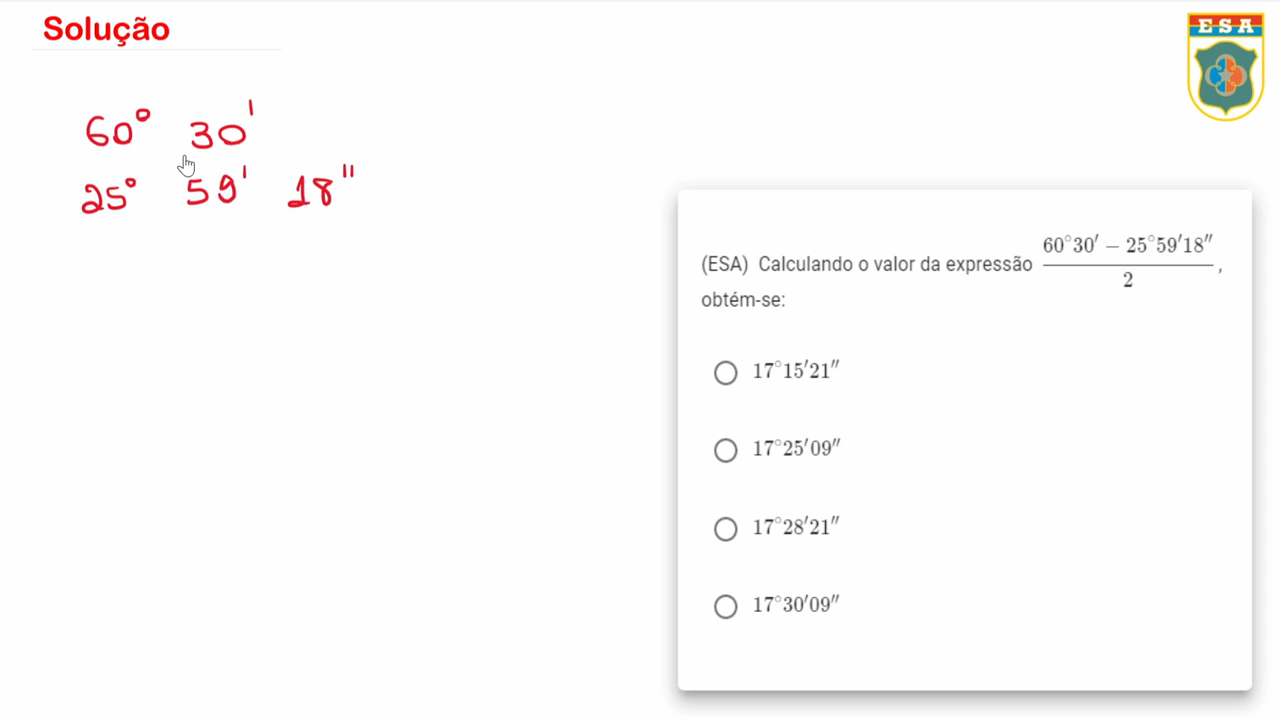 Solução
ESA
60° 30'
25° 59' 18"
(ESA) Calculando o valor da expressão 60°30′ − 25°59′18″ / 2,
obtém-se:
17°15′21″
17°25′09″
17°28′21″
17°30′09″